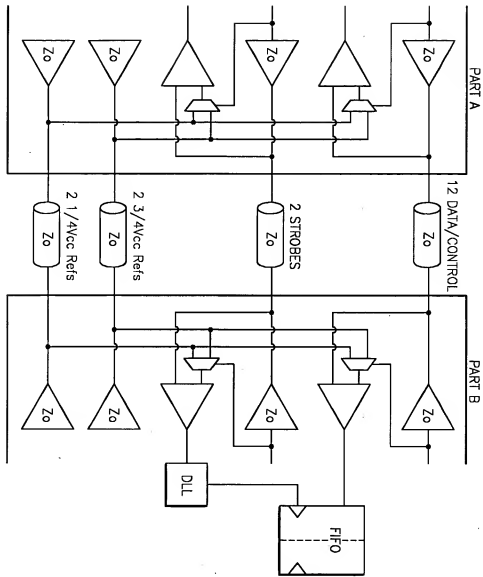 Zo
Zo
Zo
Zo
PART A
2 1/4Vcc Refs
Zo
2 3/4Vcc Refs
Zo
2 STROBES
Zo
12 DATA/CONTROL
Zo
PART B
Zo
Zo
Zo
Zo
DLL
FIFO